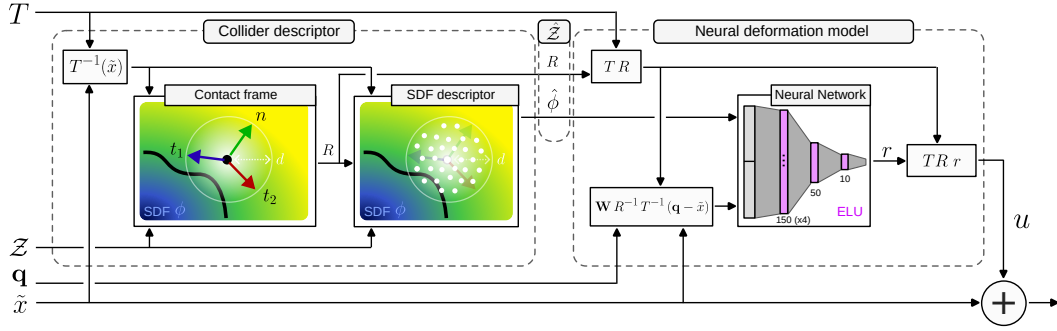 T
Collider descriptor
𝒵̂
Neural deformation model
T⁻¹(x̃)
R
T R
Contact frame
SDF descriptor
ϕ̂
Neural Network
n
t₁
d
t₂
SDF ϕ
R
d
SDF ϕ
r
T R r
10
50
150 (x4)
ELU
W R⁻¹ T⁻¹(q − x̃)
u
𝒵
q
x̃
+